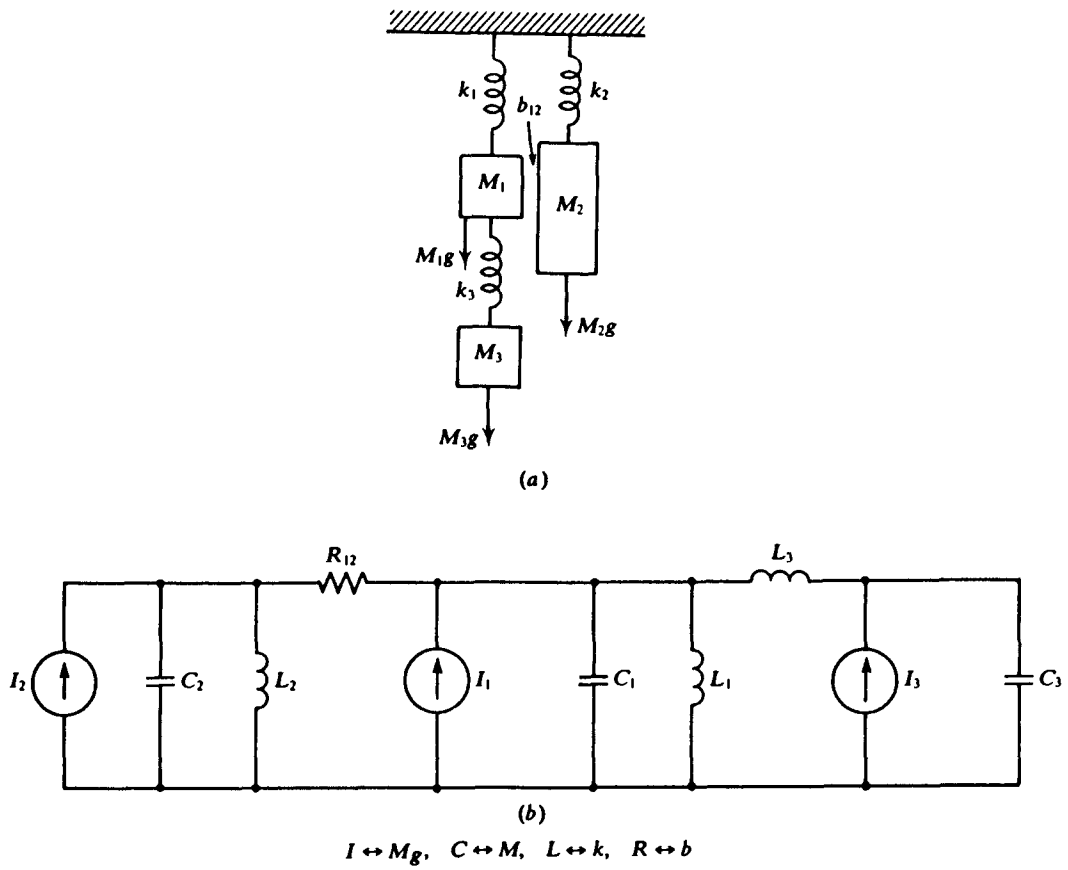 k₁
k₂
b₁₂
M₁
M₂
M₁g
k₃
M₂g
M₃
M₃g
(a)
R₁₂
L₃
I₂
C₂
L₂
I₁
C₁
L₁
I₃
C₃
(b)
I ↔ Mg, C ↔ M, L ↔ k, R ↔ b